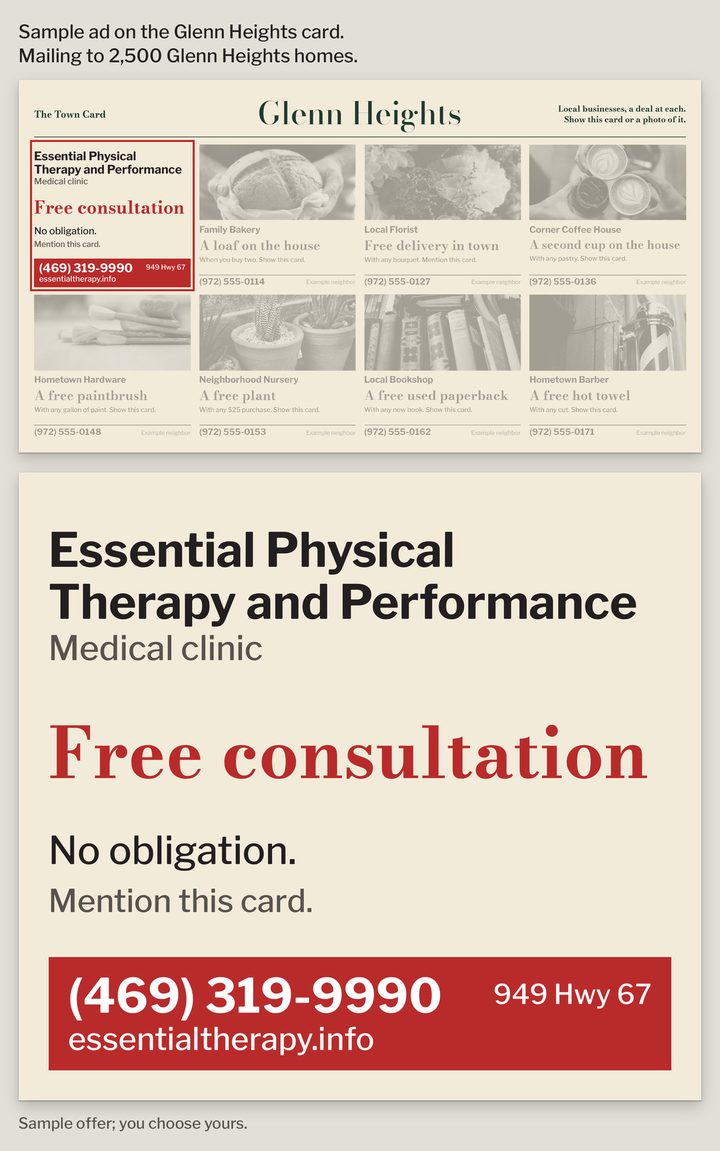 Sample ad on the Glenn Heights card.
Mailing to 2,500 Glenn Heights homes.
The Town Card
Glenn Heights
Local businesses, a deal at each.
Show this card or a photo of it.
Essential Physical
Therapy and Performance
Medical clinic
Free consultation
No obligation.
Mention this card.
(469) 319-9990
949 Hwy 67
essentialtherapy.info
Family Bakery
A loaf on the house
When you buy two. Show this card.
(972) 555-0114
Example neighbor
Local Florist
Free delivery in town
With any bouquet. Mention this card.
(972) 555-0127
Example neighbor
Corner Coffee House
A second cup on the house
With any pastry. Show this card.
(972) 555-0136
Example neighbor
Hometown Hardware
A free paintbrush
With any gallon of paint. Show this card.
(972) 555-0148
Example neighbor
Neighborhood Nursery
A free plant
With any $25 purchase. Show this card.
(972) 555-0153
Example neighbor
Local Bookshop
A free used paperback
With any new book. Show this card.
(972) 555-0162
Example neighbor
Hometown Barber
A free hot towel
With any cut. Show this card.
(972) 555-0171
Example neighbor
Essential Physical
Therapy and Performance
Medical clinic
Free consultation
No obligation.
Mention this card.
(469) 319-9990
949 Hwy 67
essentialtherapy.info
Sample offer; you choose yours.